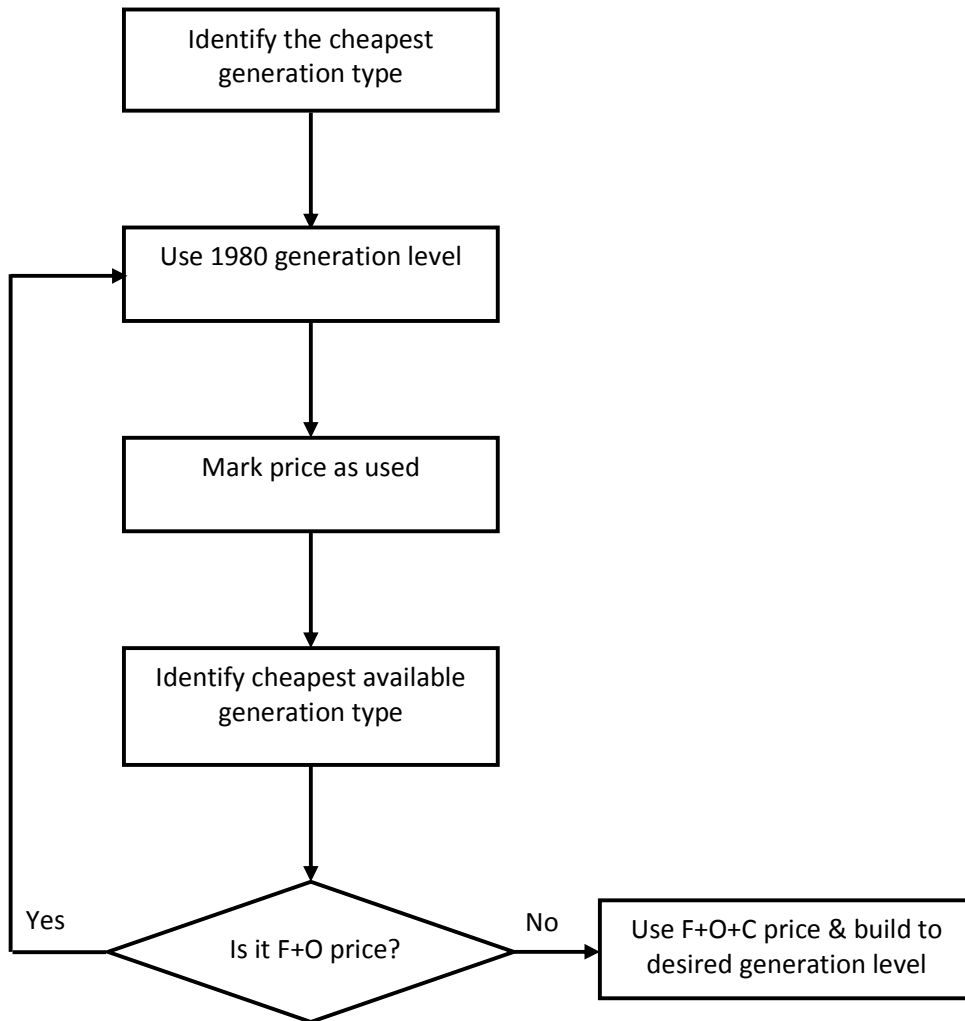 Identify the cheapest
generation type
Use 1980 generation level
Mark price as used
Identify cheapest available
generation type
Is it F+O price?
Yes
No
Use F+O+C price & build to
desired generation level